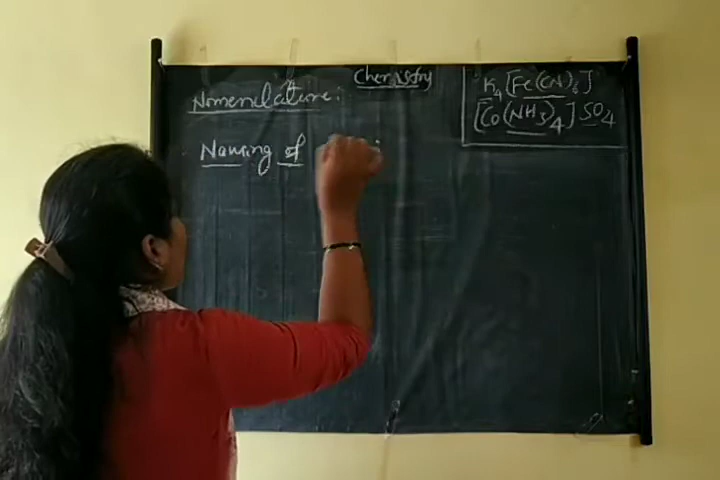 Chemistry
Nomenclature:
K4[Fe(CN)6]
[Co(NH3)4]SO4
Naming of